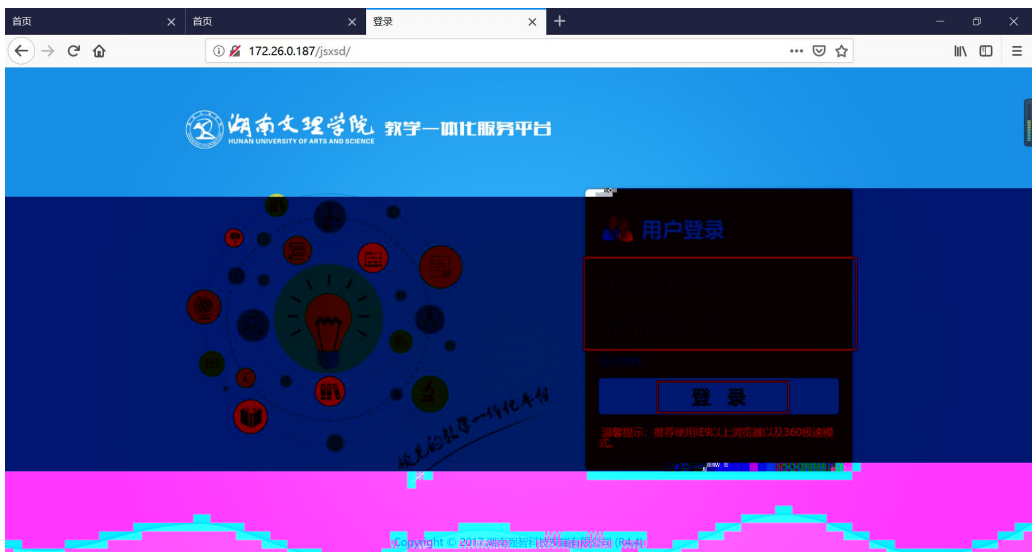 首页
首页
登录
172.26.0.187/jsxsd/
湖南文理学院 教学一体化服务平台
HUNAN UNIVERSITY OF ARTS AND SCIENCE
用户登录
登 录
温馨提示：推荐使用IE9以上浏览器以及360极速模
式。
Copyright © 2017 湖南强智科技发展有限公司 (R4.4)